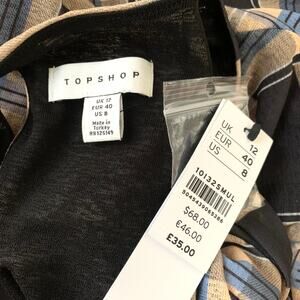 TOPSHOP
UK 12
EUR 40
US 8
Made in
Turkey
UK 12
EUR 40
US 8
10132SMUL
$68.00
€46.00
£35.00